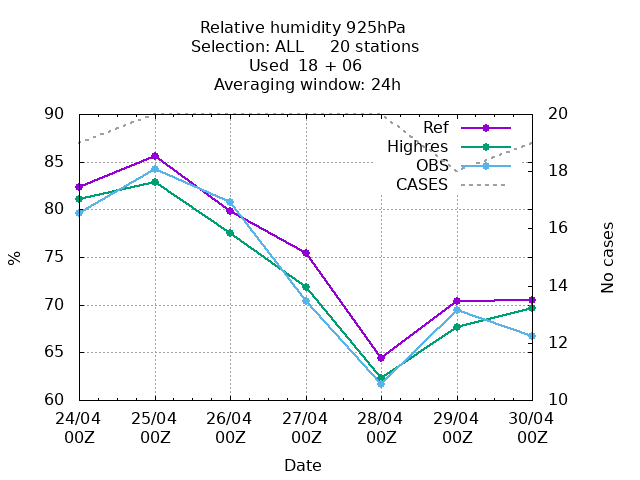 Relative humidity 925hPa
Selection: ALL     20 stations
Used  18 + 06
Averaging window: 24h
90
85
80
75
70
65
60
20
18
16
14
12
10
Ref
Highres
OBS
CASES
%
No cases
24/04 25/04 26/04 27/04 28/04 29/04 30/04
00Z 00Z 00Z 00Z 00Z 00Z 00Z
Date